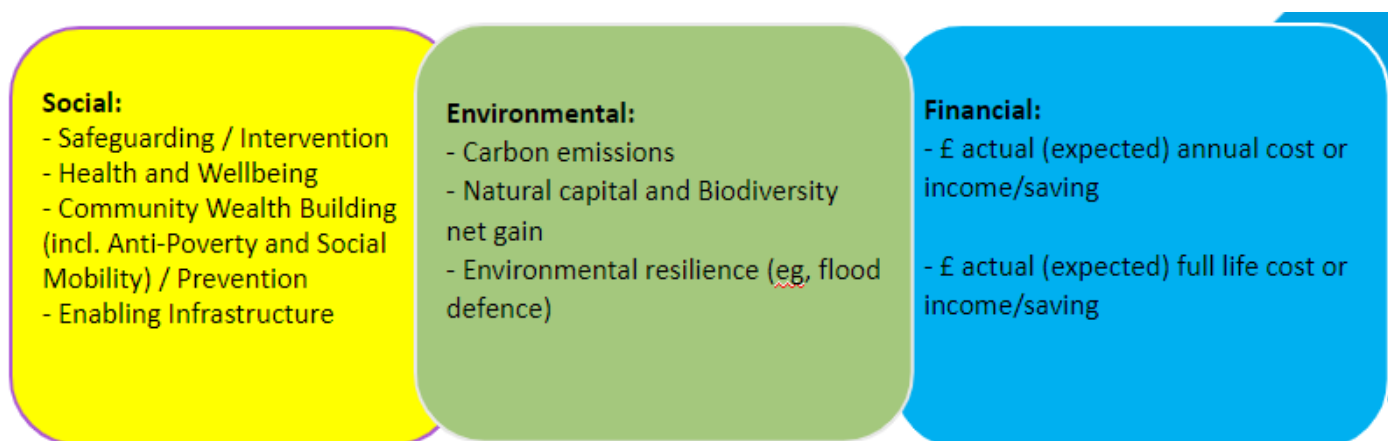 Social:
- Safeguarding / Intervention
- Health and Wellbeing
- Community Wealth Building
(incl. Anti-Poverty and Social
Mobility) / Prevention
- Enabling Infrastructure
Environmental:
- Carbon emissions
- Natural capital and Biodiversity
net gain
- Environmental resilience (eg, flood
defence)
Financial:
- £ actual (expected) annual cost or
income/saving
- £ actual (expected) full life cost or
income/saving